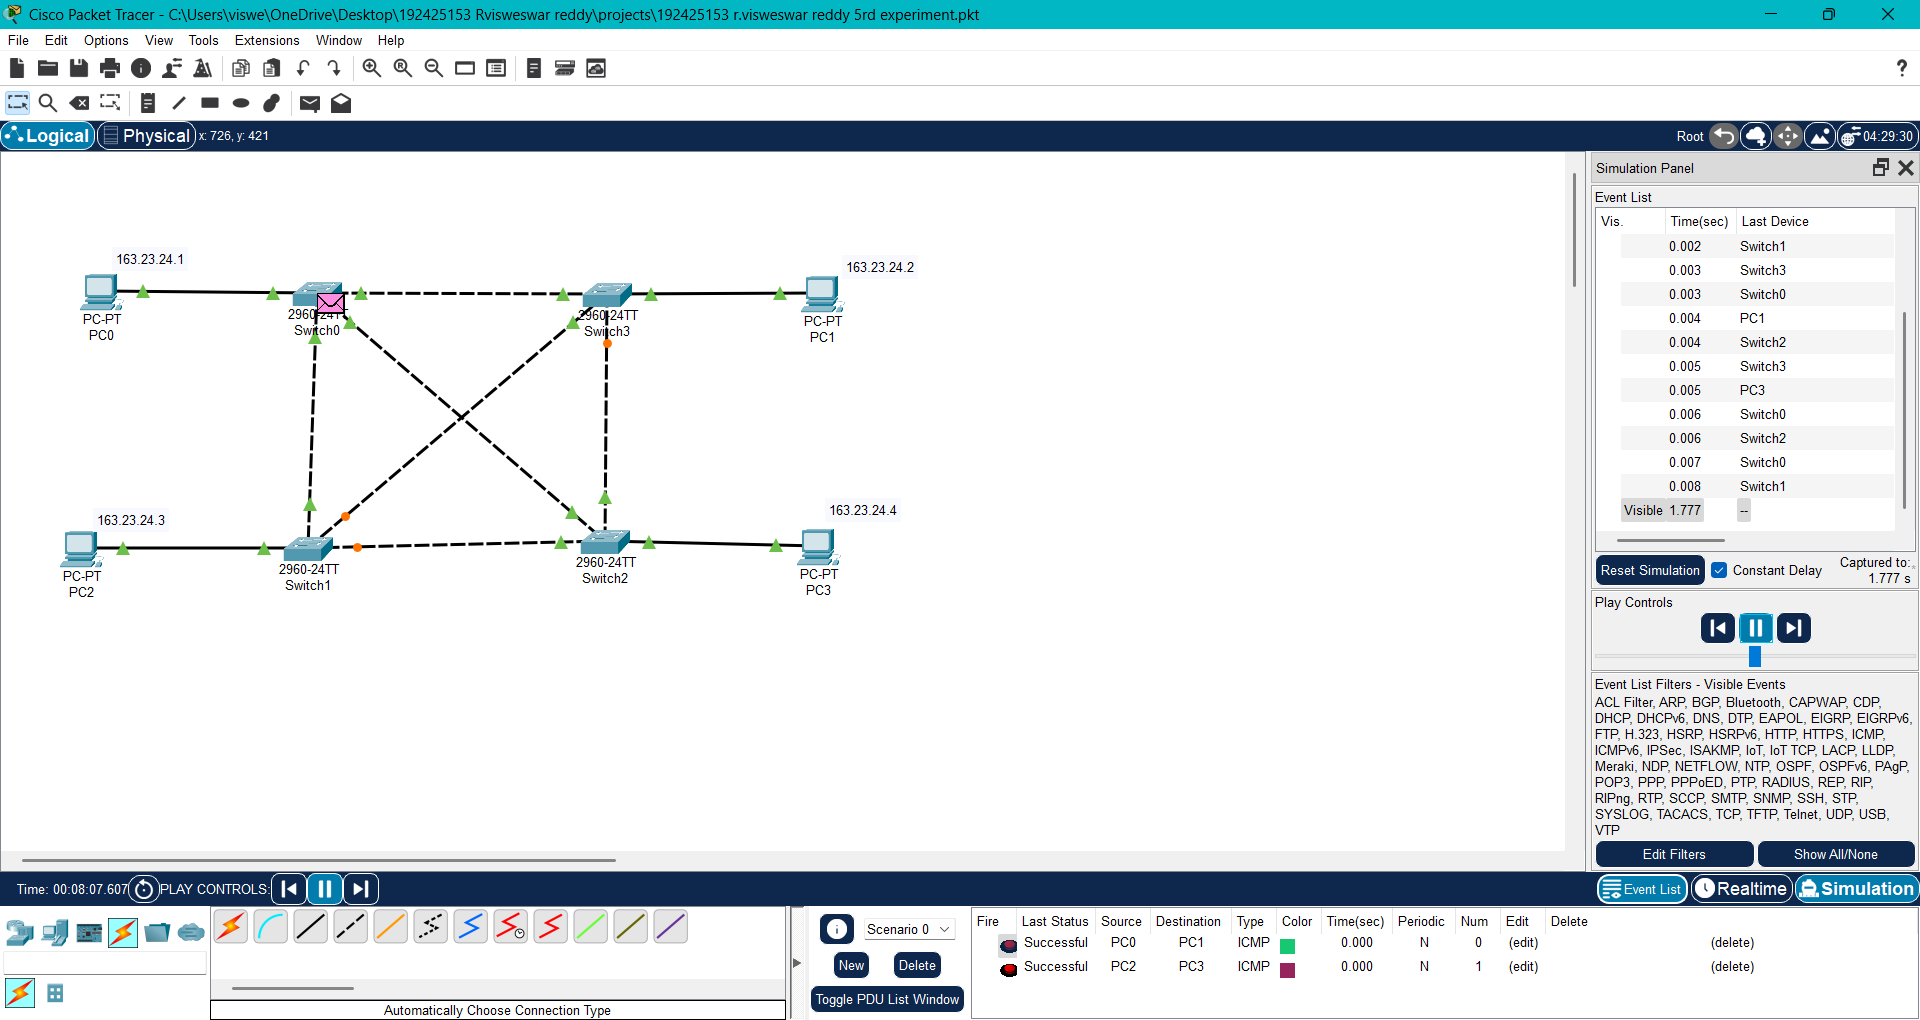 Cisco Packet Tracer - C:\Users\viswe\OneDrive\Desktop\192425153 Rvisweswar reddy\projects\192425153 r.visweswar reddy 5rd experiment.pkt
File Edit Options View Tools Extensions Window Help
Logical Physical x: 726, y: 421 Root 04:29:30
163.23.24.1
163.23.24.2
PC-PT
PC0
2960-24TT
Switch0
2960-24TT
Switch3
PC-PT
PC1
163.23.24.3
163.23.24.4
PC-PT
PC2
2960-24TT
Switch1
2960-24TT
Switch2
PC-PT
PC3
Simulation Panel
Event List
Vis. Time(sec) Last Device
0.002 Switch1
0.003 Switch3
0.003 Switch0
0.004 PC1
0.004 Switch2
0.005 Switch3
0.005 PC3
0.006 Switch0
0.006 Switch2
0.007 Switch0
0.008 Switch1
Visible 1.777 --
Reset Simulation Constant Delay Captured to:
1.777 s
Play Controls
Event List Filters - Visible Events
ACL Filter, ARP, BGP, Bluetooth, CAPWAP, CDP,
DHCP, DHCPv6, DNS, DTP, EAPOL, EIGRP, EIGRPv6,
FTP, H.323, HSRP, HSRPv6, HTTP, HTTPS, ICMP,
ICMPv6, IPSec, ISAKMP, IoT, IoT TCP, LACP, LLDP,
Meraki, NDP, NETFLOW, NTP, OSPF, OSPFv6, PAgP,
POP3, PPP, PPPoED, PTP, RADIUS, REP, RIP,
RIPng, RTP, SCCP, SMTP, SNMP, SSH, STP,
SYSLOG, TACACS, TCP, TFTP, Telnet, UDP, USB,
VTP
Edit Filters Show All/None
Time: 00:08:07.607 PLAY CONTROLS: Event List Realtime Simulation
Automatically Choose Connection Type
Scenario 0
New Delete
Toggle PDU List Window
Fire Last Status Source Destination Type Color Time(sec) Periodic Num Edit Delete
Successful PC0 PC1 ICMP 0.000 N 0 (edit) (delete)
Successful PC2 PC3 ICMP 0.000 N 1 (edit) (delete)